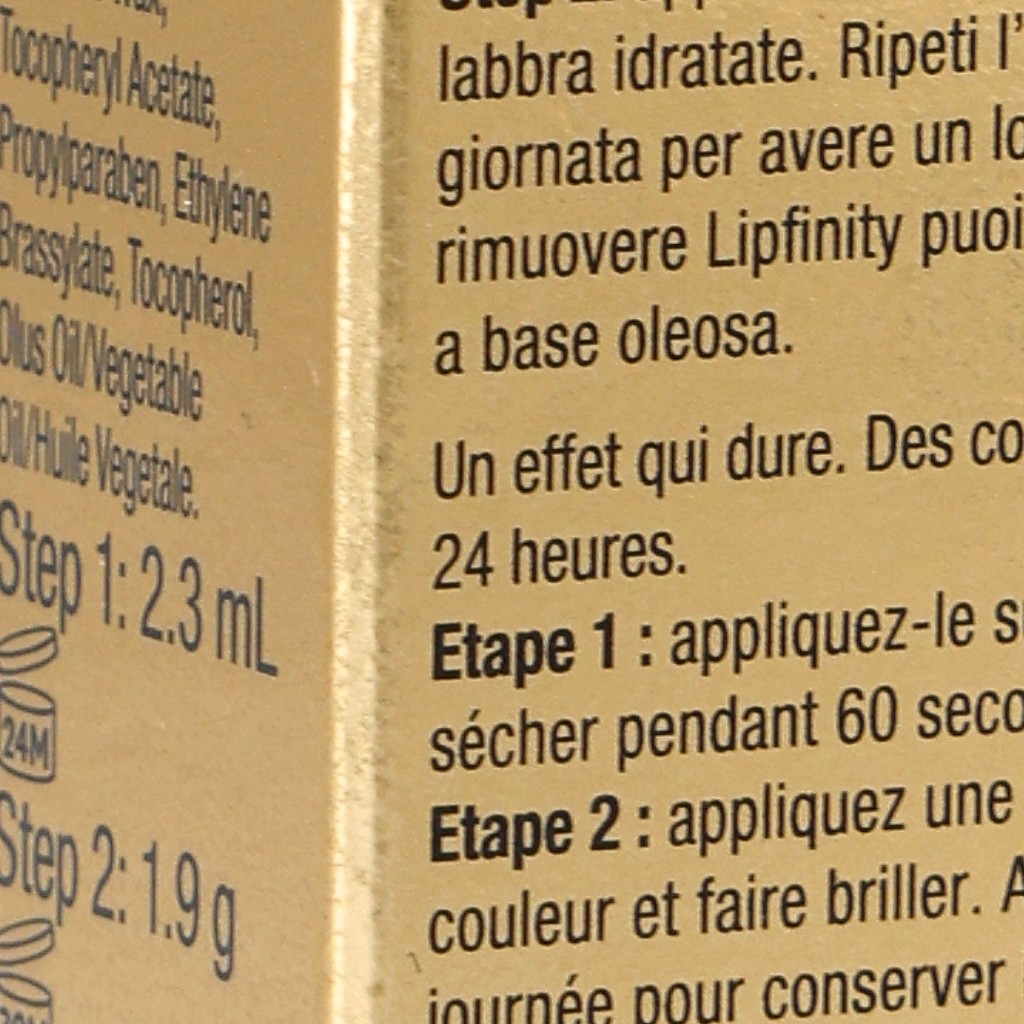 Tocopheryl Acetate,
Propylparaben, Ethylene
Brassylate, Tocopherol,
Olus Oil/Vegetable
Oil/Huile Vegetale.
Step 1: 2.3 mL
24M
Step 2: 1.9 g
labbra idratate. Ripeti l'
giornata per avere un lo
rimuovere Lipfinity puoi
a base oleosa.
Un effet qui dure. Des co
24 heures.
Etape 1 : appliquez-le s
sécher pendant 60 seco
Etape 2 : appliquez une
couleur et faire briller. A
journée pour conserver